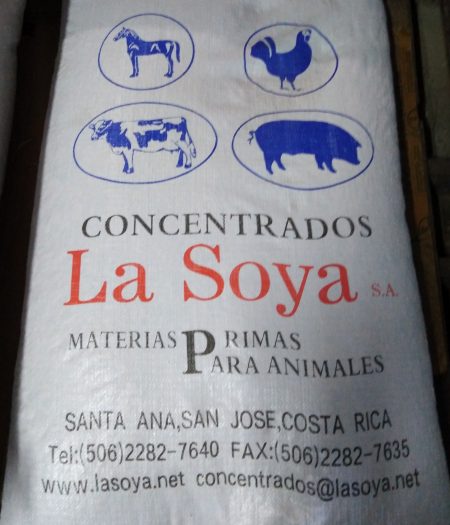 CONCENTRADOS
La Soya S.A.
MATERIAS PRIMAS
PARA ANIMALES
SANTA ANA,SAN JOSE,COSTA RICA
Tel:(506)2282-7640 FAX:(506)2282-7635
www.lasoya.net concentrados@lasoya.net